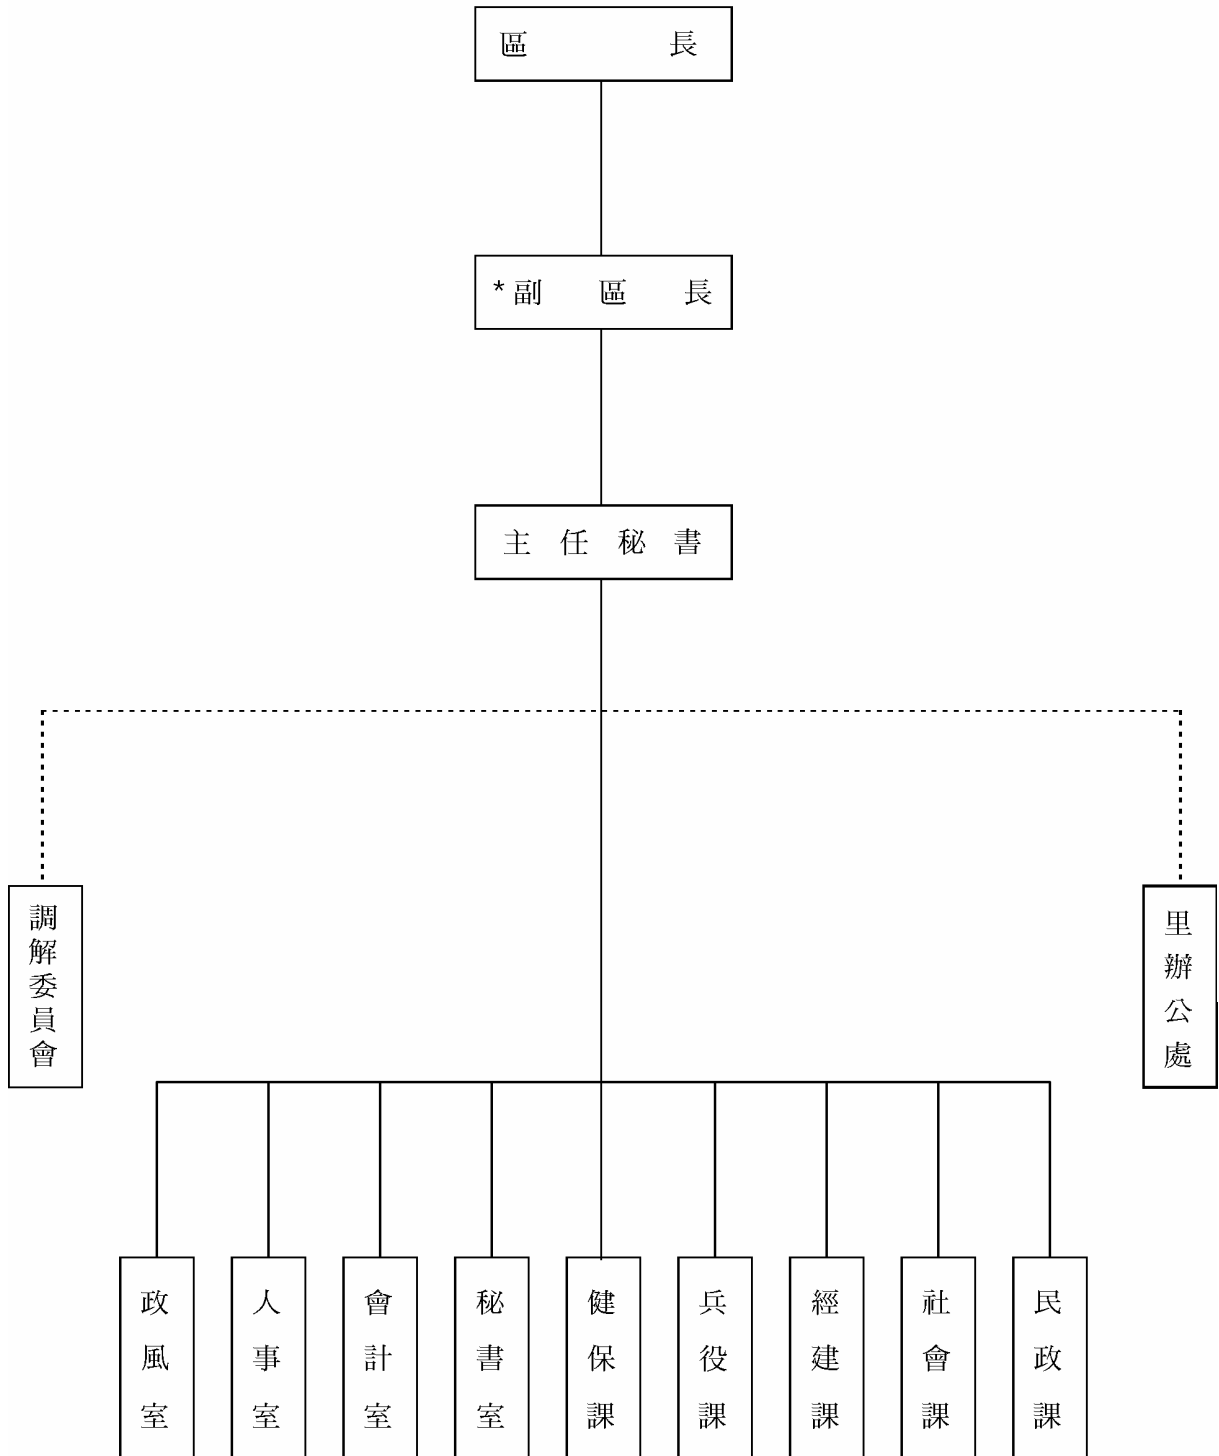 區長
*副區長
主任秘書
調解委員會
里辦公處
政風室
人事室
會計室
秘書室
健保課
兵役課
經建課
社會課
民政課